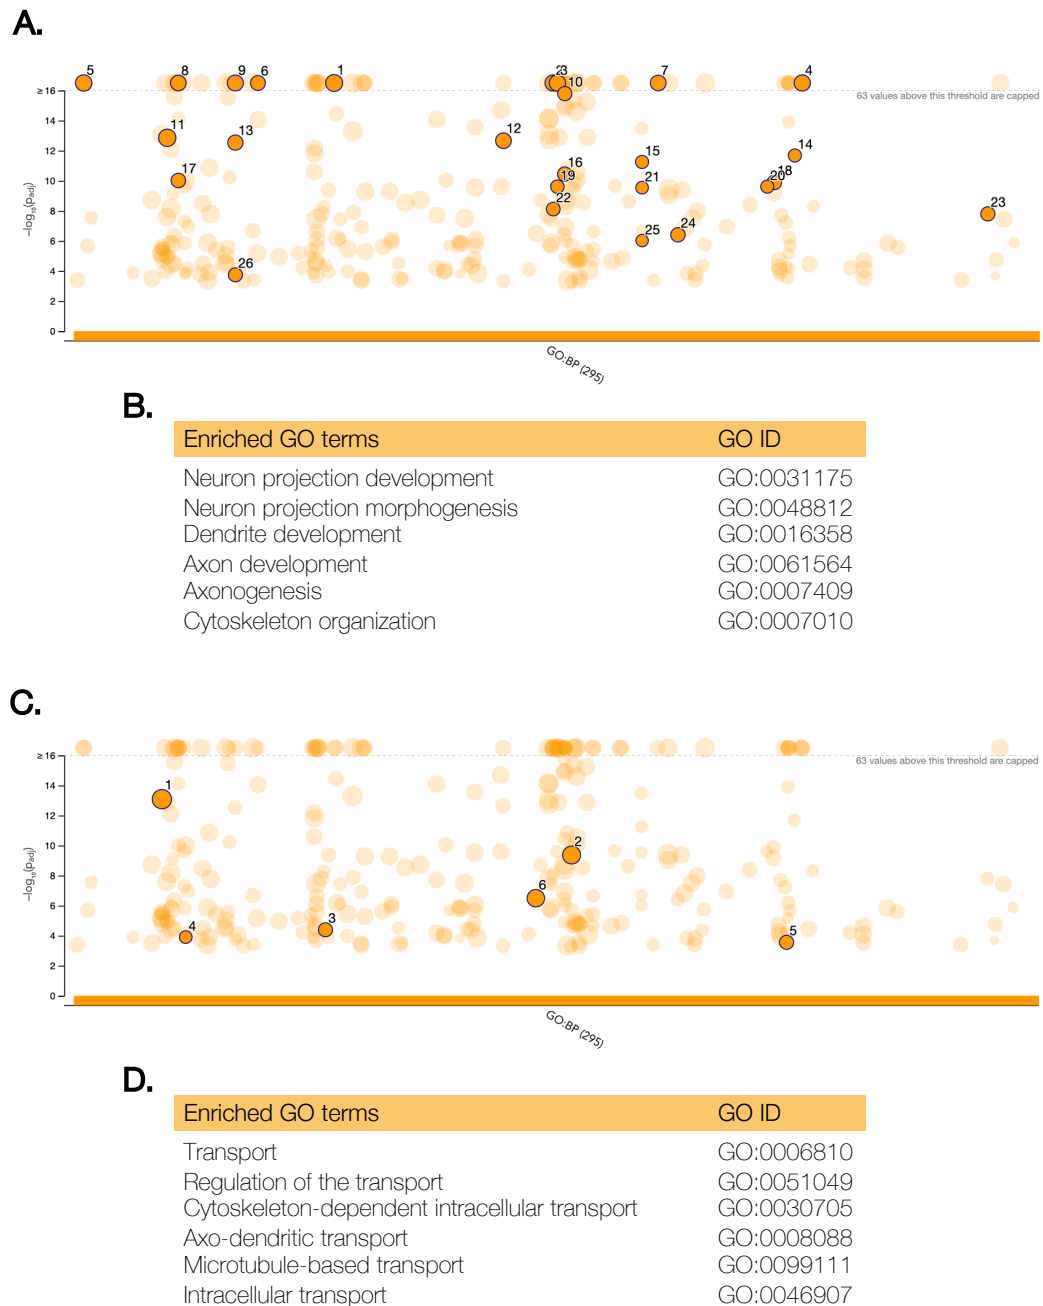 A.
5 8 9 6 1 2 3 10 7 4
≥ 16
63 values above this threshold are capped
14
11 13 12 14
12
17 16 15 18
10
19 21 20
8
22 23
6
25 24
4
26
2
0
−log₁₀(padj)
GO:BP (295)
B.
Enriched GO terms GO ID
Neuron projection development GO:0031175
Neuron projection morphogenesis GO:0048812
Dendrite development GO:0016358
Axon development GO:0061564
Axonogenesis GO:0007409
Cytoskeleton organization GO:0007010
C.
≥ 16
63 values above this threshold are capped
14
1
12
10
2
8
6
6
4
4 3 5
2
0
−log₁₀(padj)
GO:BP (295)
D.
Enriched GO terms GO ID
Transport GO:0006810
Regulation of the transport GO:0051049
Cytoskeleton-dependent intracellular transport GO:0030705
Axo-dendritic transport GO:0008088
Microtubule-based transport GO:0099111
Intracellular transport GO:0046907